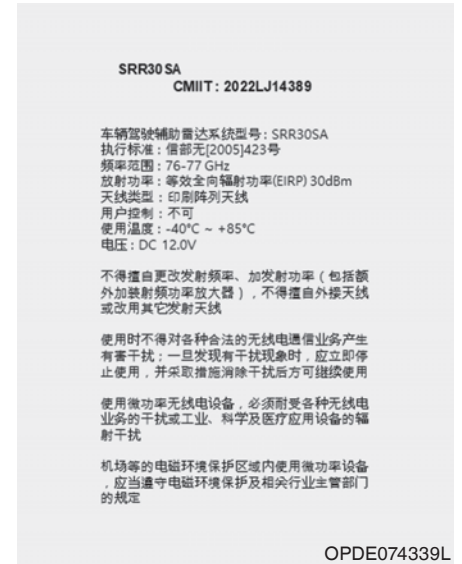 SRR30SA
CMIIT : 2022LJ14389
车辆驾驶辅助雷达系统型号 : SRR30SA
执行标准 : 信部无[2005]423号
频率范围 : 76-77 GHz
放射功率 : 等效全向辐射功率(EIRP) 30dBm
天线类型 : 印刷阵列天线
用户控制 : 不可
使用温度 : -40°C ~ +85°C
电压 : DC 12.0V
不得擅自更改发射频率、加发射功率（包括额
外加装射频功率放大器），不得擅自外接天线
或改用其它发射天线
使用时不得对各种合法的无线电通信业务产生
有害干扰；一旦发现有干扰现象时，应立即停
止使用，并采取措施消除干扰后方可继续使用
使用微功率无线电设备，必须耐受各种无线电
业务的干扰或工业、科学及医疗应用设备的辐
射干扰
机场等的电磁环境保护区域内使用微功率设备
，应当遵守电磁环境保护及相关行业主管部门
的规定
OPDE074339L